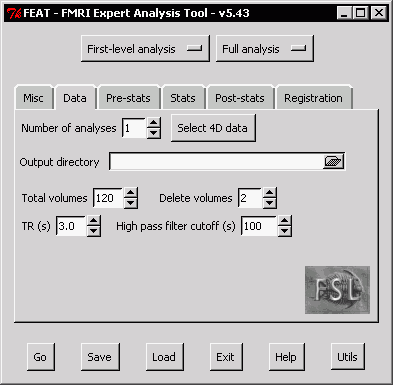 FEAT - FMRI Expert Analysis Tool - v5.43
First-level analysis Full analysis
Misc Data Pre-stats Stats Post-stats Registration
Number of analyses 1 Select 4D data
Output directory
Total volumes 120 Delete volumes 2
TR (s) 3.0 High pass filter cutoff (s) 100
FSL
Go Save Load Exit Help Utils